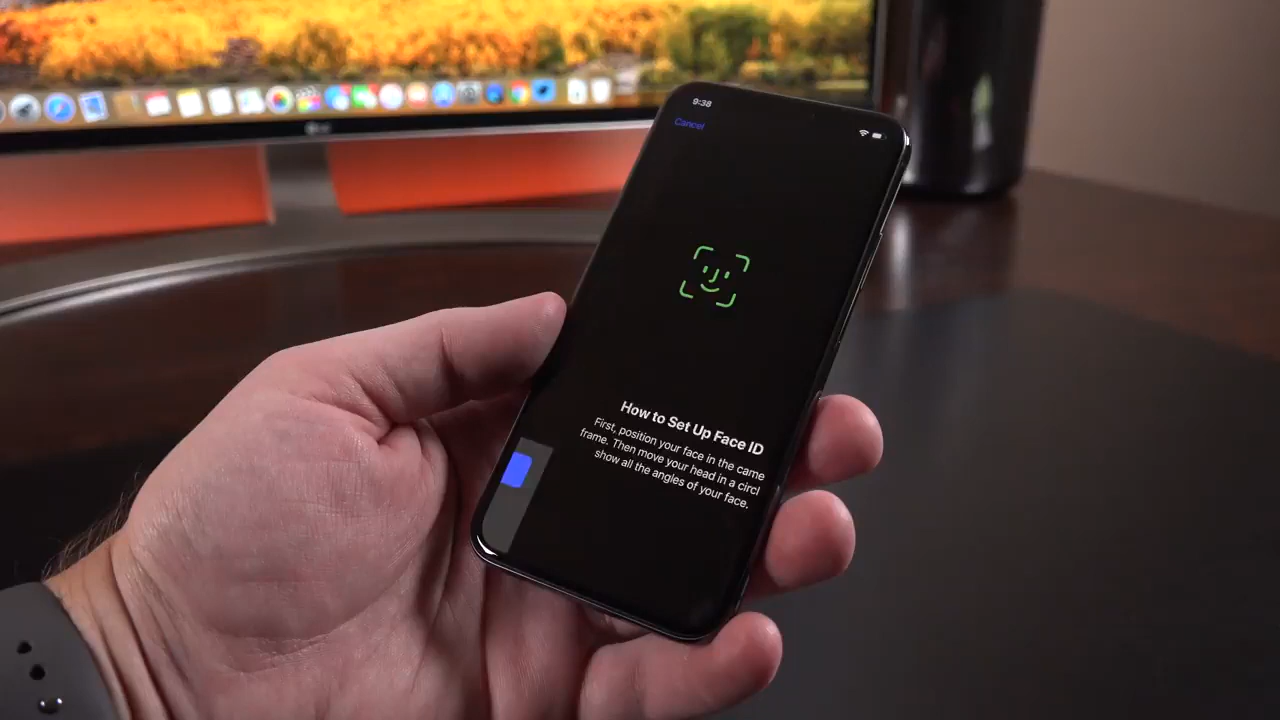 9:38
Cancel
How to Set Up Face ID
First, position your face in the came
frame. Then move your head in a circl
show all the angles of your face.
LG